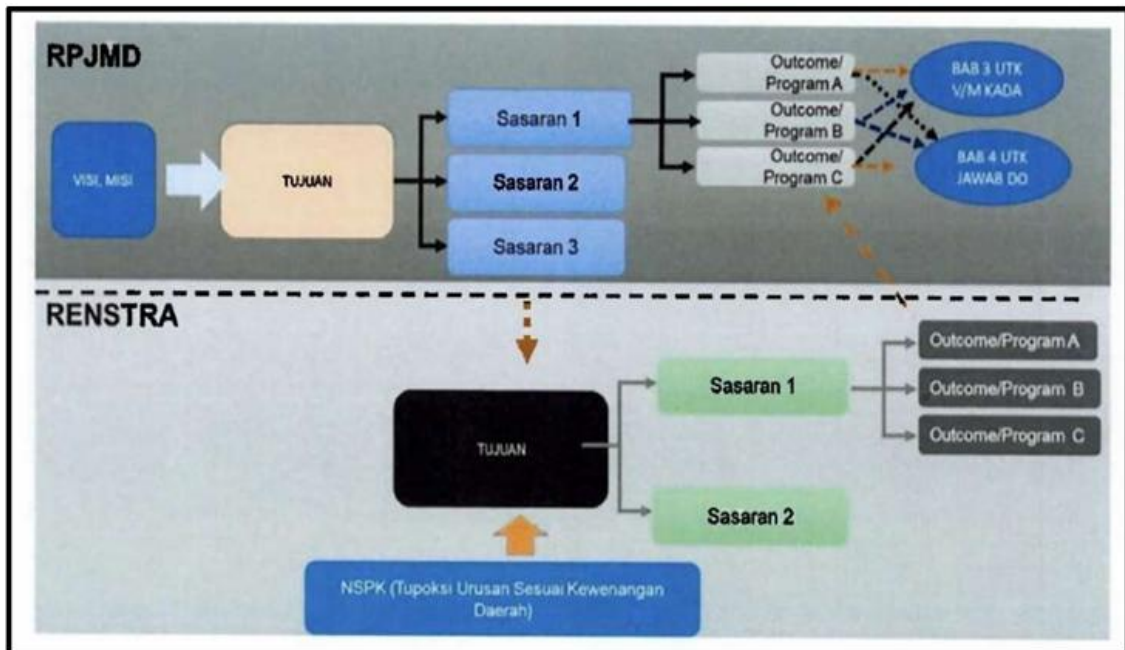 RPJMD
VISI, MISI
TUJUAN
Sasaran 1
Sasaran 2
Sasaran 3
Outcome/
Program A
Outcome/
Program B
Outcome/
Program C
BAB 3 UTK
V/M KADA
BAB 4 UTK
JAWAB DO
RENSTRA
TUJUAN
Sasaran 1
Sasaran 2
Outcome/Program A
Outcome/Program B
Outcome/Program C
NSPK (Tupoksi Urusan Sesuai Kewenangan
Daerah)